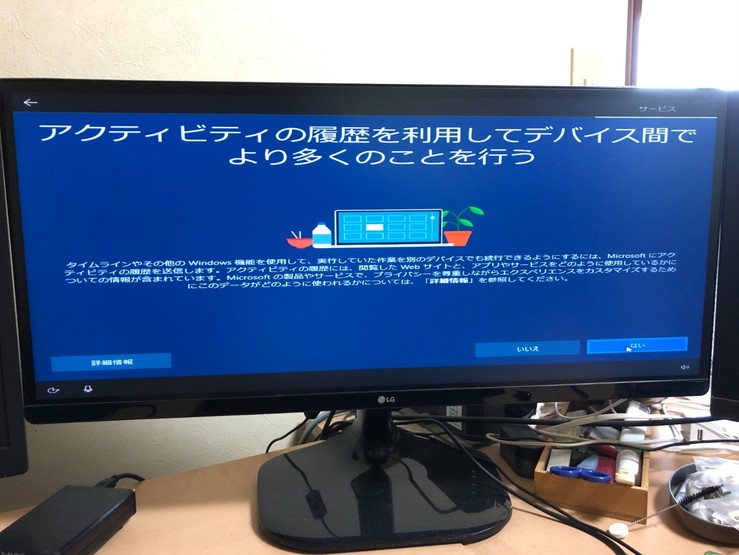 サービス
アクティビティの履歴を利用してデバイス間で
より多くのことを行う
タイムラインやその他の Windows 機能を使用して、実行していた作業を別のデバイスでも続行できるようにするには、Microsoft にアク
ティビティの履歴を送信します。アクティビティの履歴には、閲覧した Web サイトと、アプリやサービスをどのように使用しているかに
ついての情報が含まれています。Microsoft の製品やサービスで、プライバシーを尊重しながらエクスペリエンスをカスタマイズするため
にこのデータがどのように使われるかについては、「詳細情報」を参照してください。
詳細情報
いいえ
はい
LG